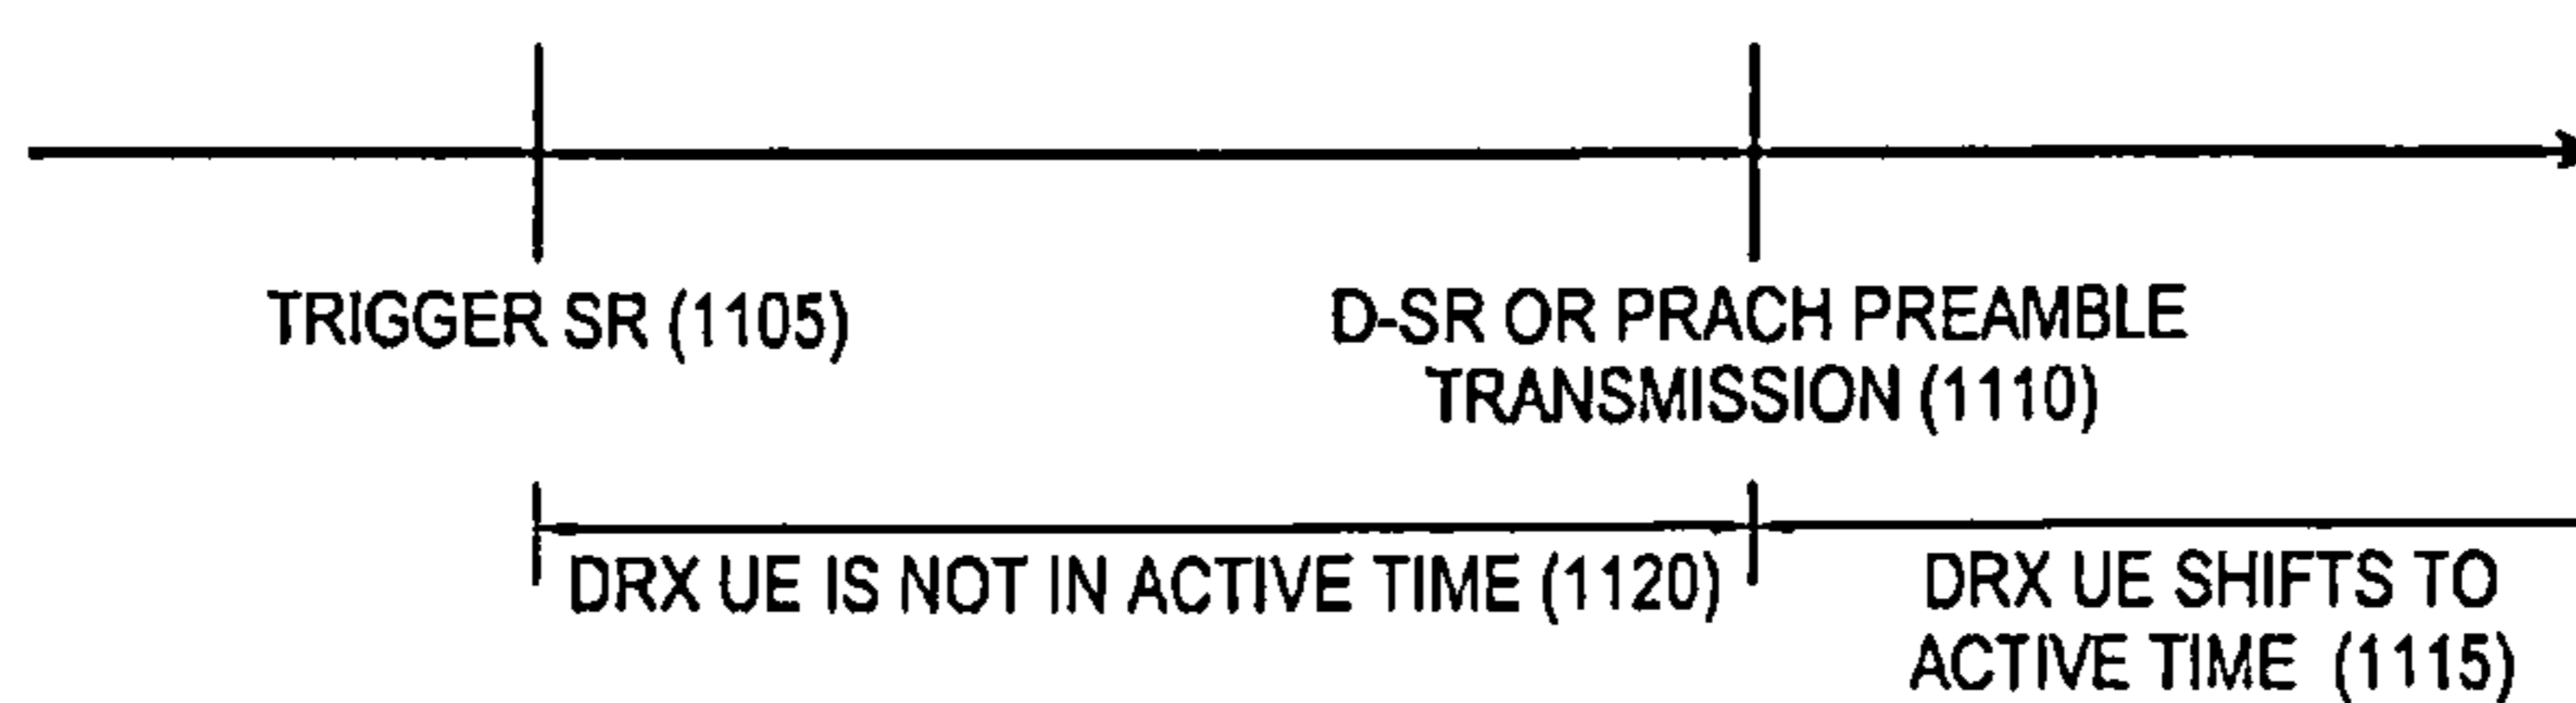 TRIGGER SR (1105)
D-SR OR PRACH PREAMBLE
TRANSMISSION (1110)
DRX UE IS NOT IN ACTIVE TIME (1120)
DRX UE SHIFTS TO
ACTIVE TIME (1115)